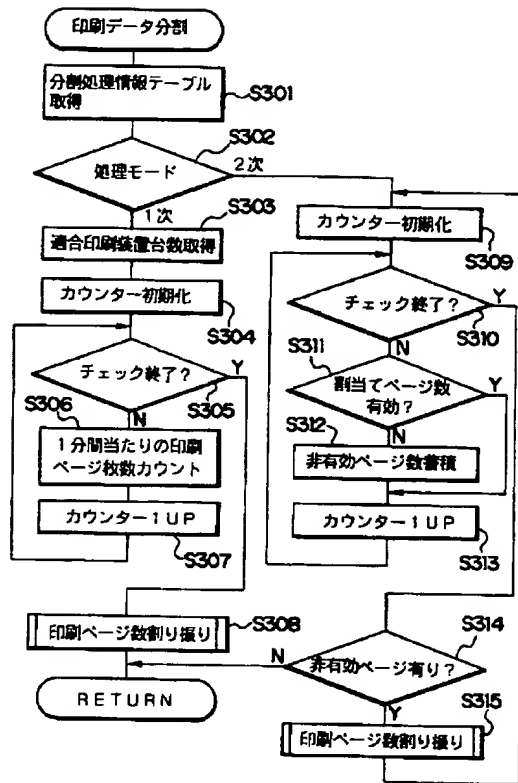 印刷データ分割
分割処理情報テーブル
取得
S301
S302
処理モード
2次
1次
S303
適合印刷装置台数取得
カウンター初期化
S304
チェック終了?
Y
S305
N
S306
1分間当たりの印刷
ページ枚数カウント
カウンター1UP
S307
印刷ページ数割り振り
S308
RETURN
カウンター初期化
S309
チェック終了?
Y
S310
N
S311
割当てページ数
有効?
Y
N
S312
非有効ページ数蓄積
カウンター1UP
S313
S314
非有効ページ有り?
N
Y
S315
印刷ページ数割り振り